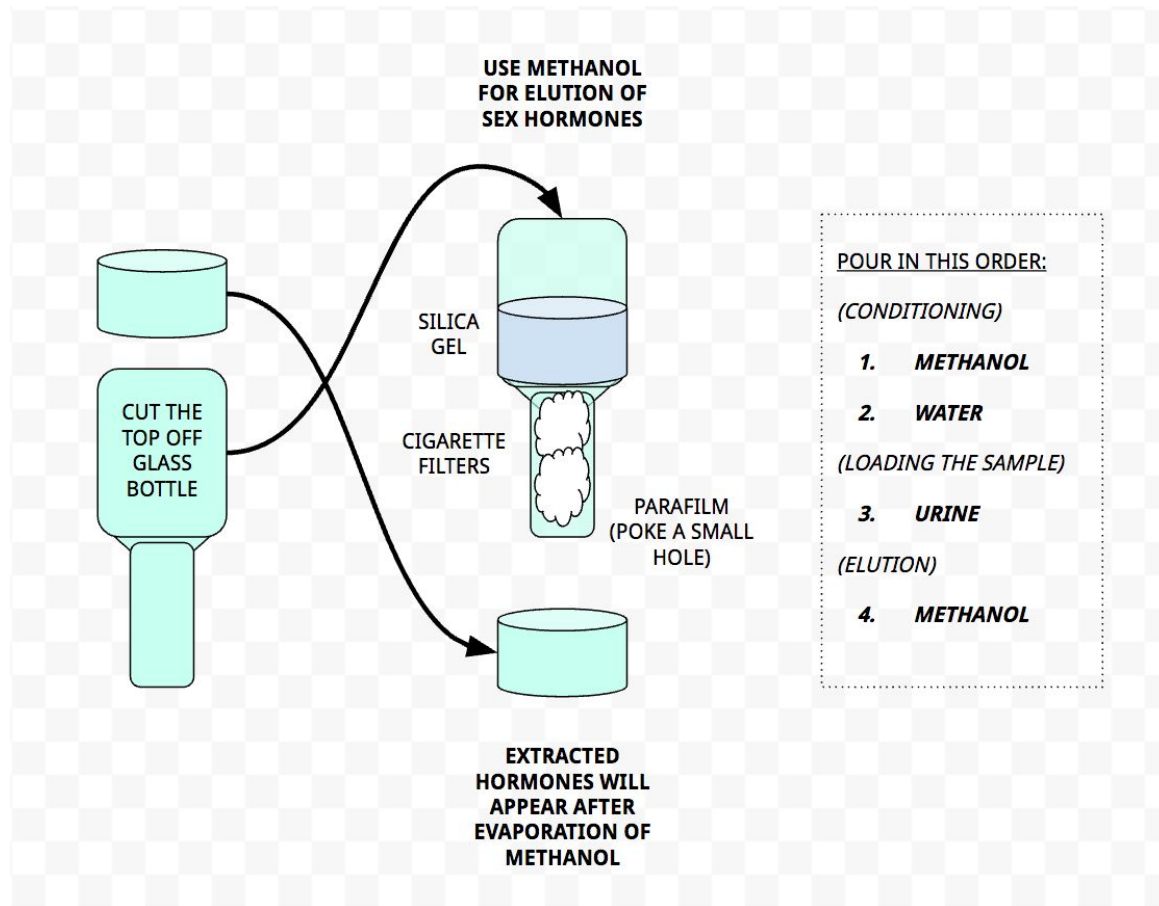 USE METHANOL
FOR ELUTION OF
SEX HORMONES
CUT THE
TOP OFF
GLASS
BOTTLE
SILICA
GEL
CIGARETTE
FILTERS
PARAFILM
(POKE A SMALL
HOLE)
EXTRACTED
HORMONES WILL
APPEAR AFTER
EVAPORATION OF
METHANOL
POUR IN THIS ORDER:
(CONDITIONING)
1. METHANOL
2. WATER
(LOADING THE SAMPLE)
3. URINE
(ELUTION)
4. METHANOL